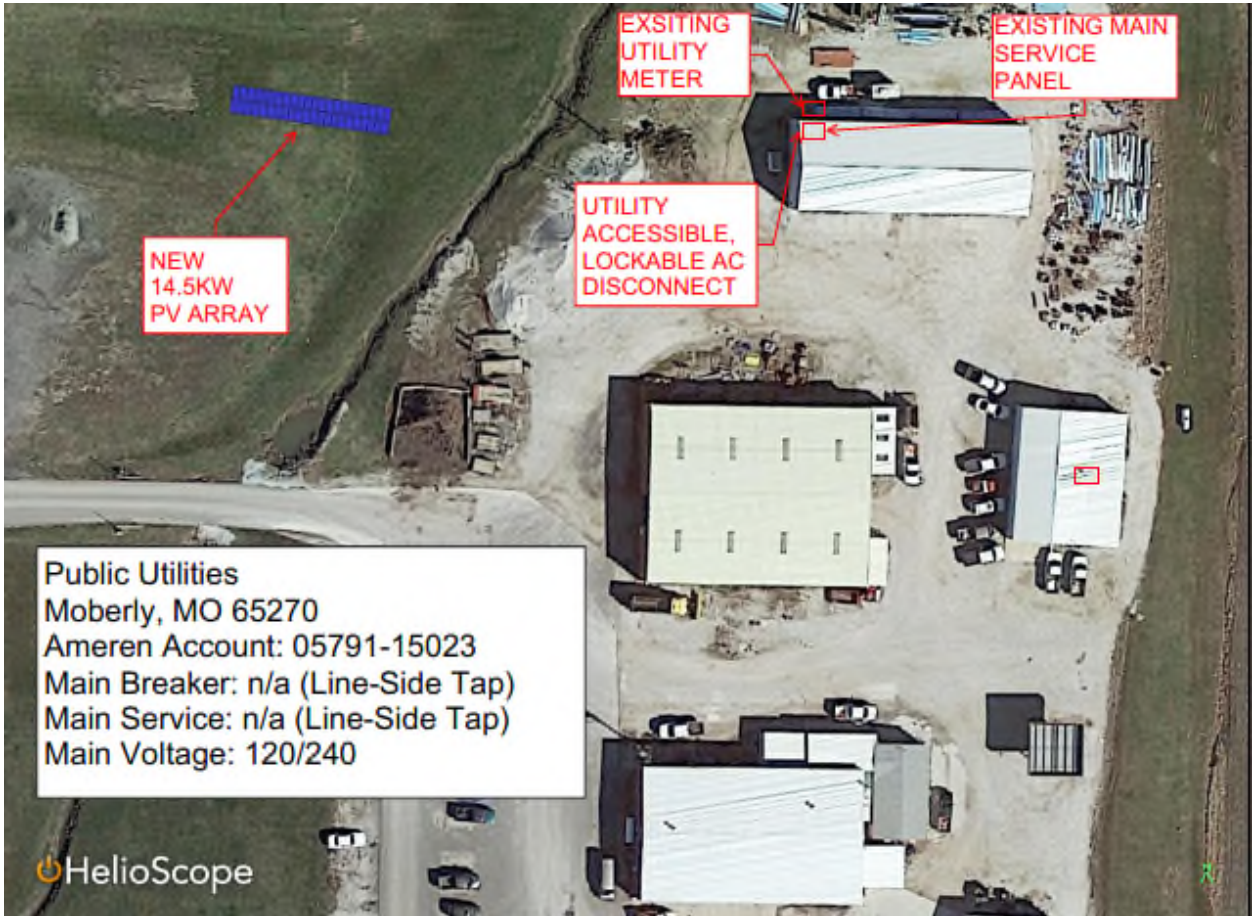 EXSITING
UTILITY
METER
EXISTING MAIN
SERVICE
PANEL
UTILITY
ACCESSIBLE,
LOCKABLE AC
DISCONNECT
NEW
14.5KW
PV ARRAY
Public Utilities
Moberly, MO 65270
Ameren Account: 05791-15023
Main Breaker: n/a (Line-Side Tap)
Main Service: n/a (Line-Side Tap)
Main Voltage: 120/240
HelioScope